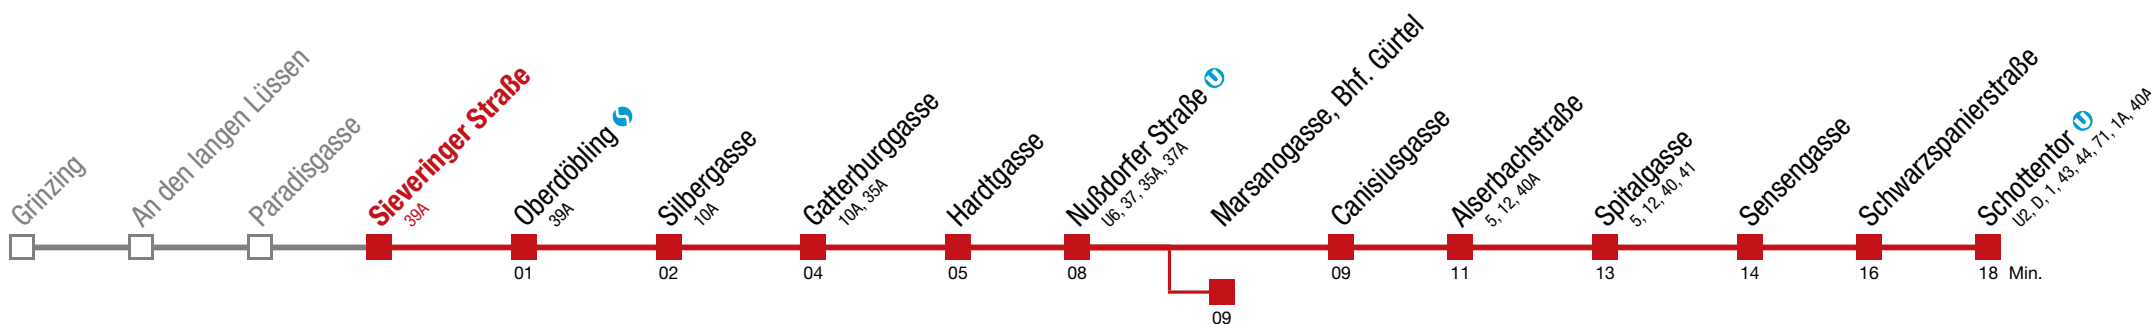 Grinzing
An den langen Lüssen
Paradisgasse
Sieveringer Straße
39A
Oberdöbling S
39A
Silbergasse
10A
Gatterburggasse
10A, 35A
Hardtgasse
Nußdorfer Straße U
U6, 37, 35A, 37A
Marsanogasse, Bhf. Gürtel
Canisiusgasse
Alserbachstraße
5, 12, 40A
Spitalgasse
5, 12, 40, 41
Sensengasse
Schwarzspanierstraße
Schottentor U
U2, D, 1, 43, 44, 71, 1A, 40A
01 02 04 05 08 09 11 13 14 16 18 Min.
09